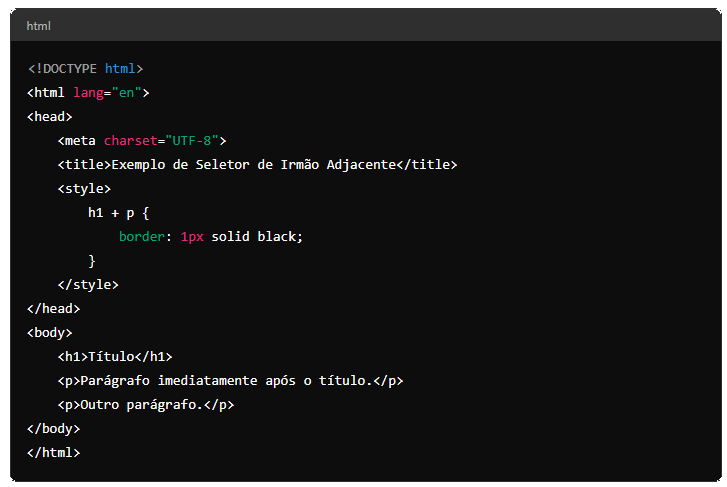 html
<!DOCTYPE html>
<html lang="en">
<head>
    <meta charset="UTF-8">
    <title>Exemplo de Seletor de Irmão Adjacente</title>
    <style>
        h1 + p {
            border: 1px solid black;
        }
    </style>
</head>
<body>
    <h1>Título</h1>
    <p>Parágrafo imediatamente após o título.</p>
    <p>Outro parágrafo.</p>
</body>
</html>